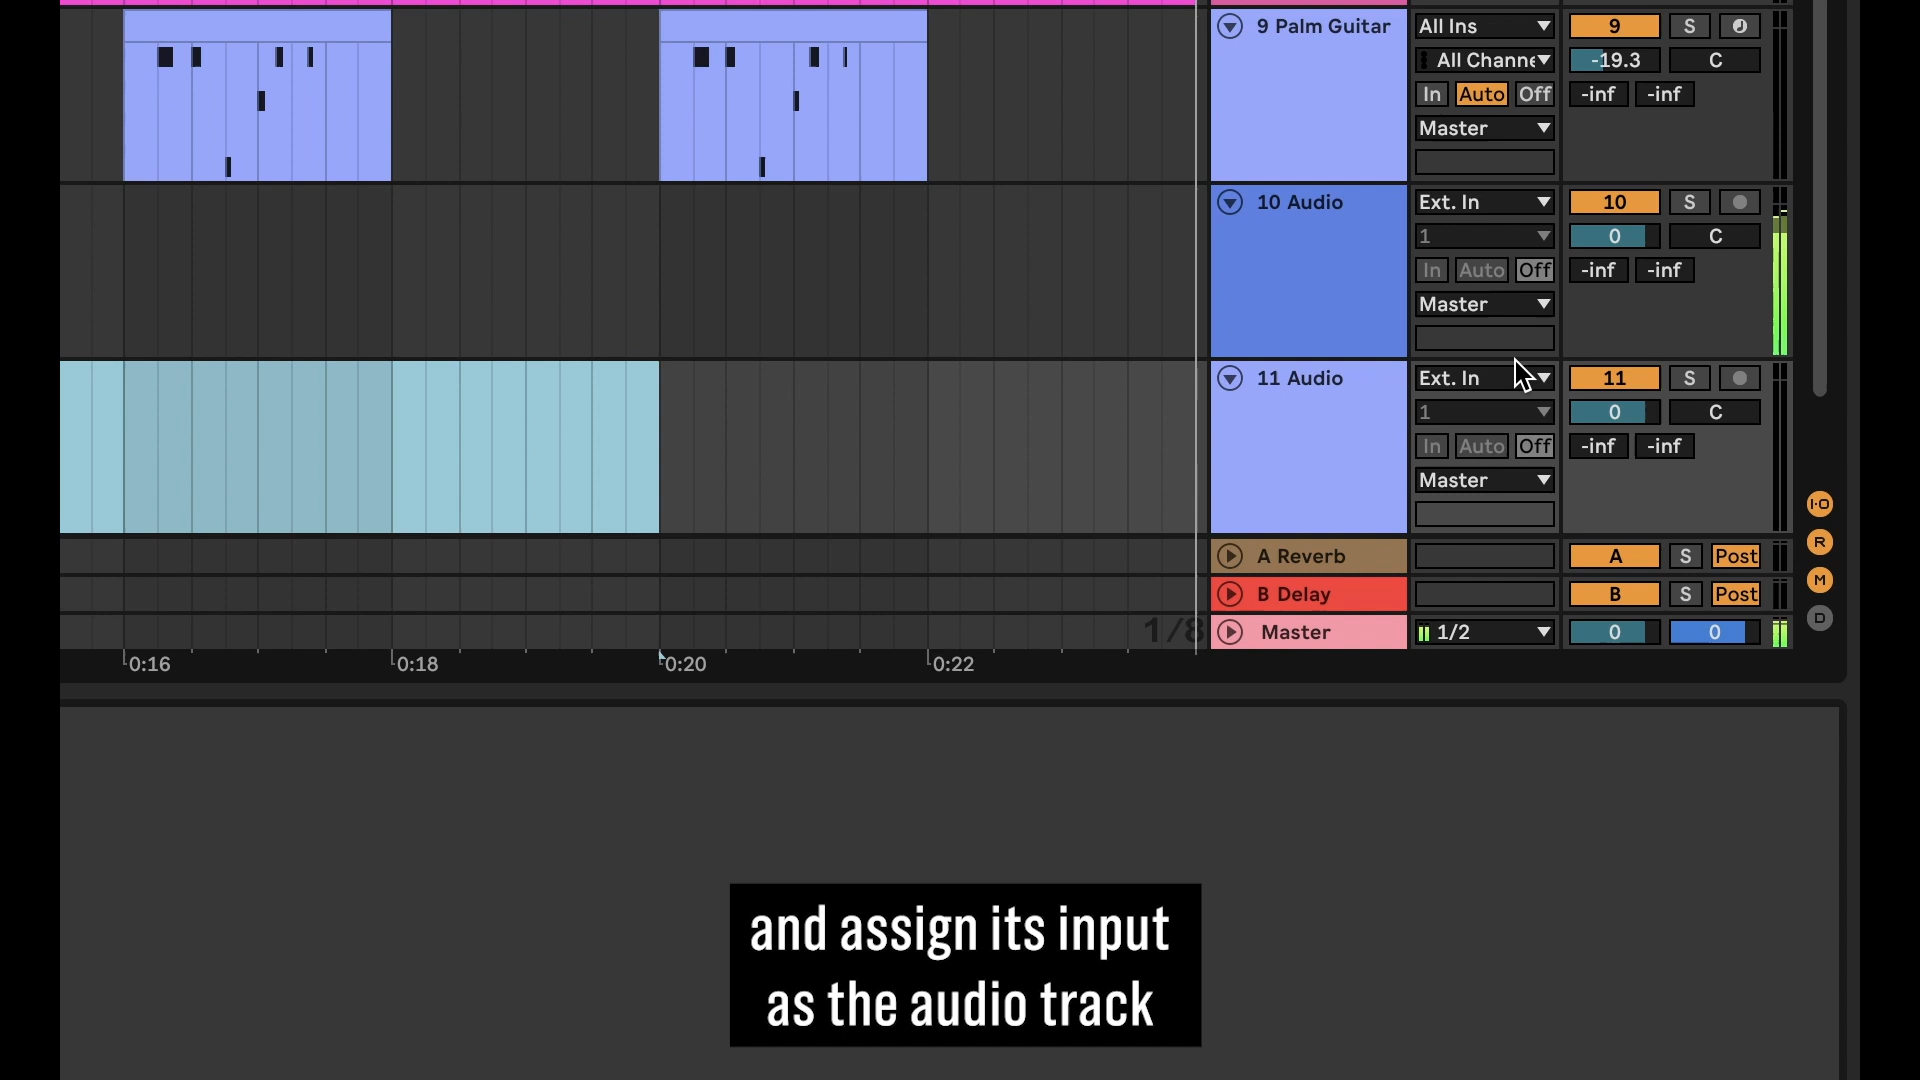 9 Palm Guitar All Ins 9 S
All Channe -19.3 C
In Auto Off -inf -inf
Master
10 Audio Ext. In 10 S
1 0 C
In Auto Off -inf -inf
Master
11 Audio Ext. In 11 S
1 0 C
In Auto Off -inf -inf
Master
I·O
A Reverb A S Post R
B Delay B S Post M
D
1/8 Master 1/2 0 0
0:16 0:18 0:20 0:22
and assign its input
as the audio track